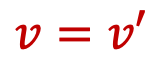 v = v′